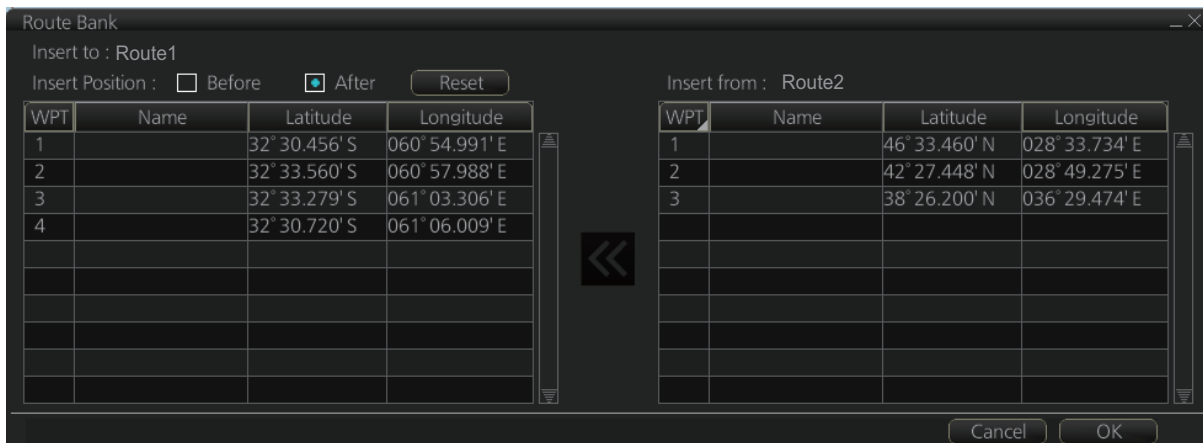 Route Bank
Insert to : Route1
Insert Position : Before After Reset
WPT Name Latitude Longitude
1 32° 30.456' S 060° 54.991' E
2 32° 33.560' S 060° 57.988' E
3 32° 33.279' S 061° 03.306' E
4 32° 30.720' S 061° 06.009' E
Insert from : Route2
WPT Name Latitude Longitude
1 46° 33.460' N 028° 33.734' E
2 42° 27.448' N 028° 49.275' E
3 38° 26.200' N 036° 29.474' E
Cancel OK